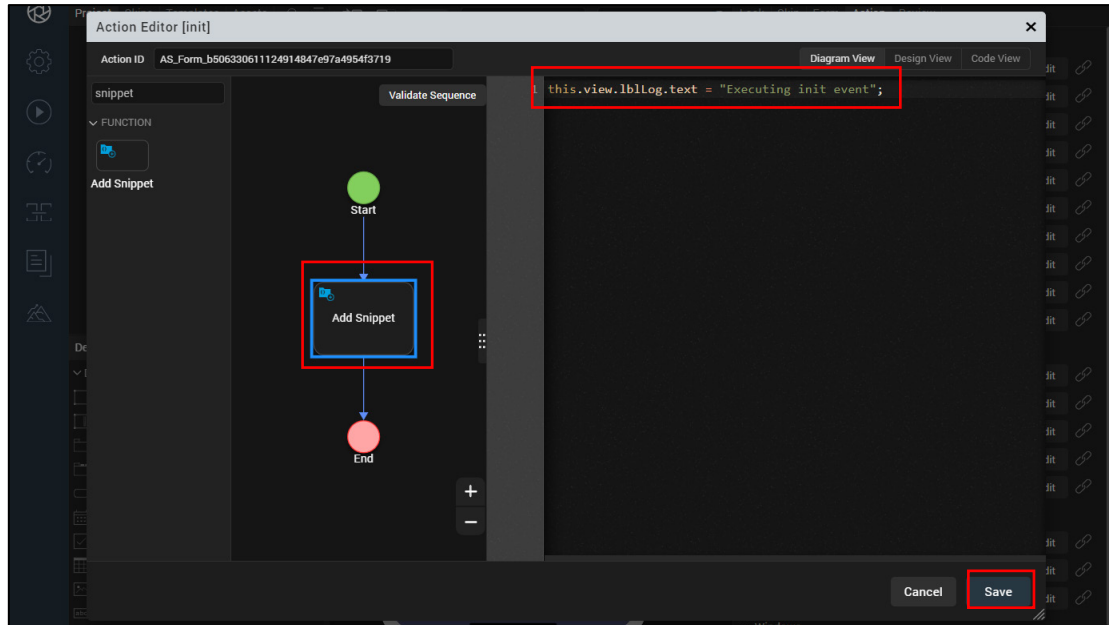 Action Editor [init]
Action ID AS_Form_b506330611124914847e97a4954f3719 Diagram View Design View Code View
snippet
Validate Sequence
1 this.view.lblLog.text = "Executing init event";
FUNCTION
Add Snippet
Start
Add Snippet
End
+
−
Cancel Save